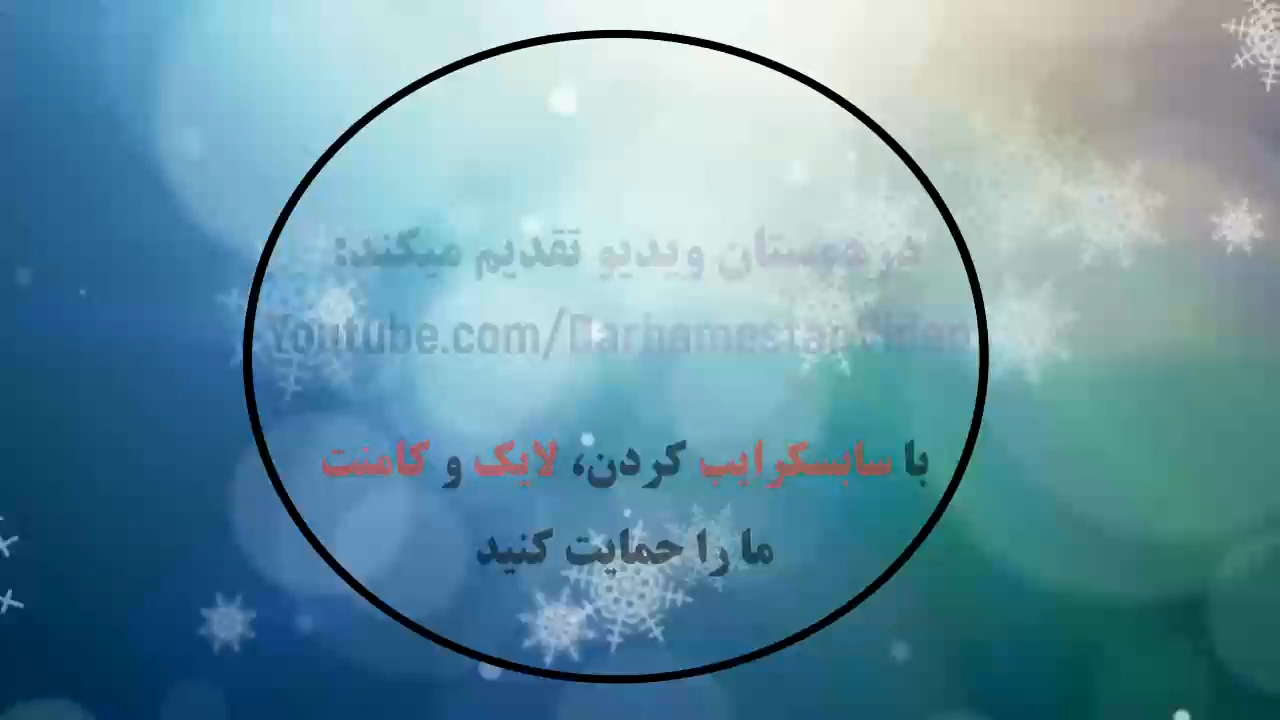 درهمستان ویدیو تقدیم میکند:
Youtube.com/DarhamestanVideo
با سابسکرایب کردن، لایک و کامنت
ما را حمایت کنید